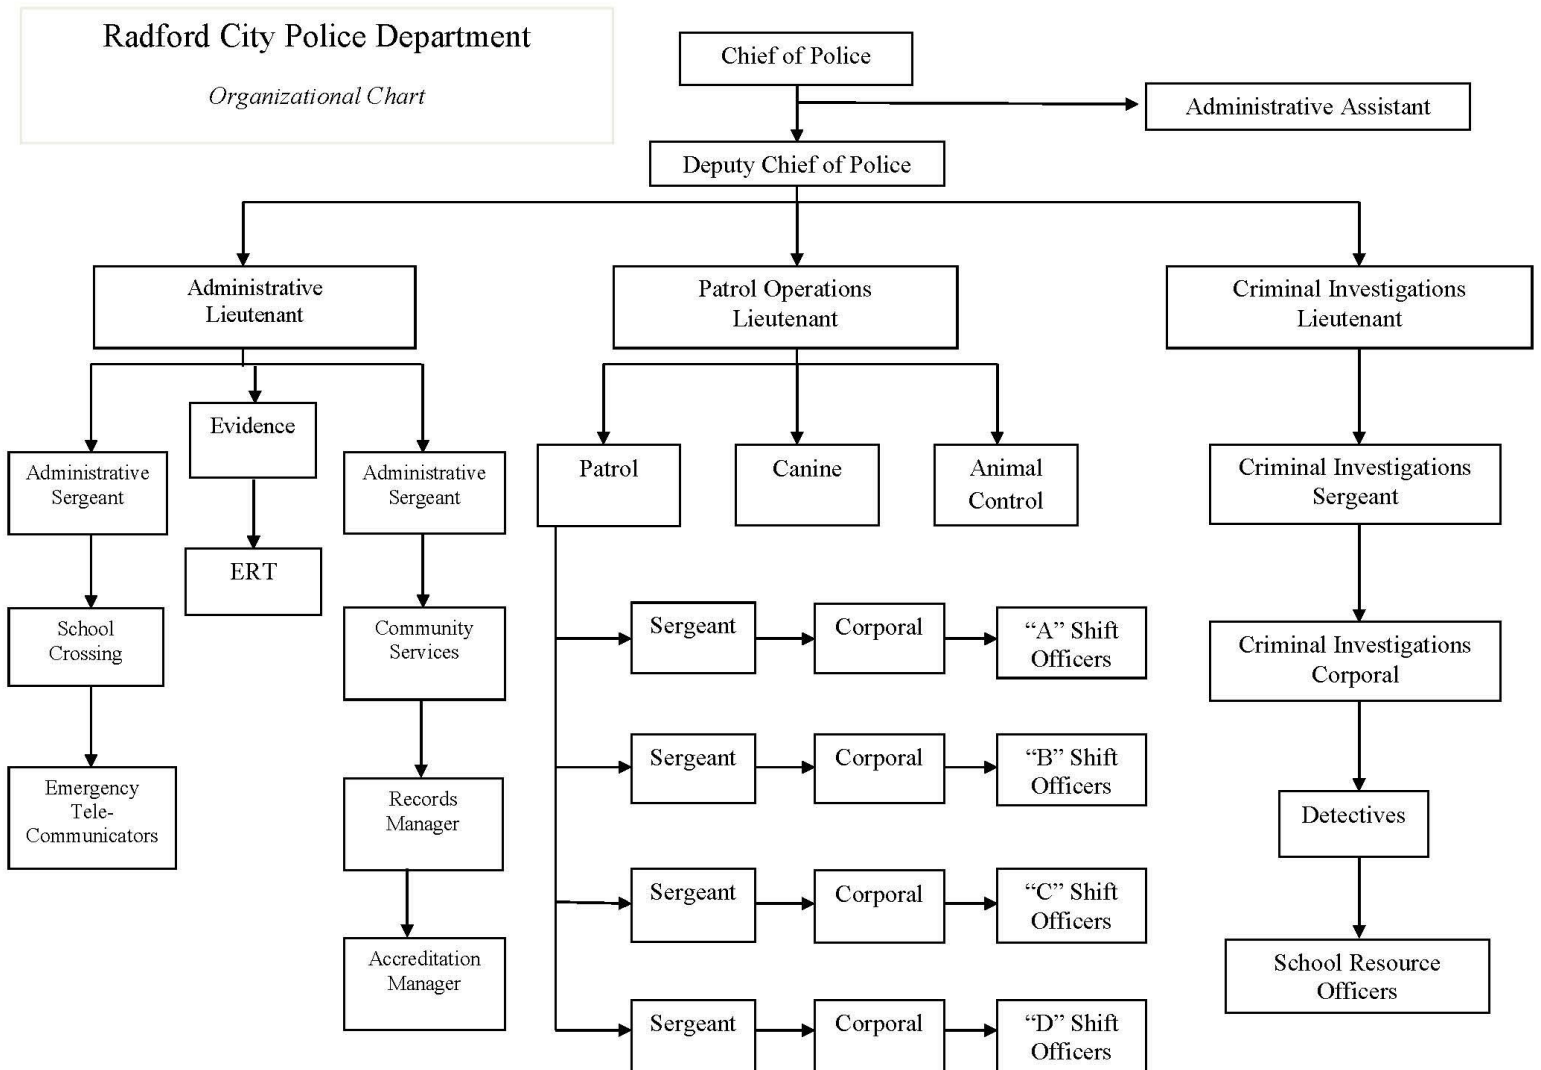 Radford City Police Department
Organizational Chart
Chief of Police
Administrative Assistant
Deputy Chief of Police
Administrative
Lieutenant
Patrol Operations
Lieutenant
Criminal Investigations
Lieutenant
Administrative
Sergeant
Evidence
Administrative
Sergeant
ERT
School
Crossing
Community
Services
Emergency
Tele-
Communicators
Records
Manager
Accreditation
Manager
Patrol
Canine
Animal
Control
Sergeant
Corporal
“A” Shift
Officers
Sergeant
Corporal
“B” Shift
Officers
Sergeant
Corporal
“C” Shift
Officers
Sergeant
Corporal
“D” Shift
Officers
Criminal Investigations
Sergeant
Criminal Investigations
Corporal
Detectives
School Resource
Officers